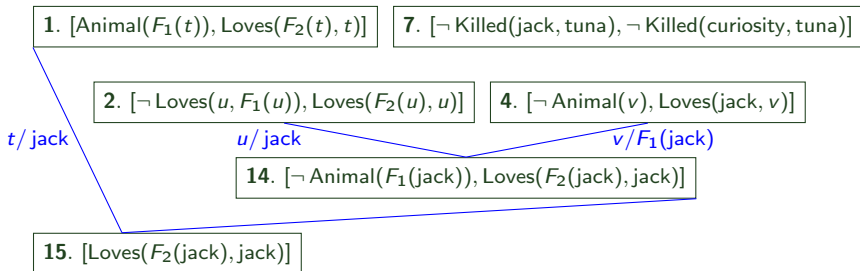 1. [Animal(F₁(t)), Loves(F₂(t), t)] 7. [¬ Killed(jack, tuna), ¬ Killed(curiosity, tuna)]
2. [¬ Loves(u, F₁(u)), Loves(F₂(u), u)] 4. [¬ Animal(v), Loves(jack, v)]
t/ jack u/ jack v/F₁(jack)
14. [¬ Animal(F₁(jack)), Loves(F₂(jack), jack)]
15. [Loves(F₂(jack), jack)]